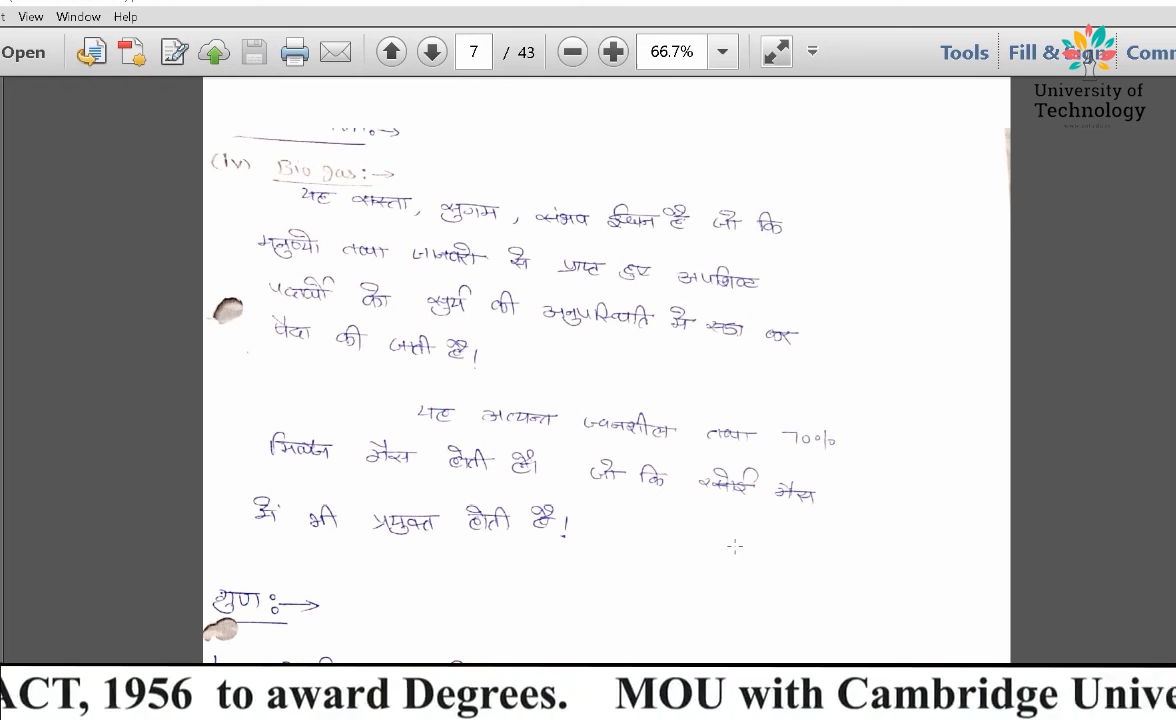 t View Window Help
Open 7 / 43 66.7% Tools Fill & Sign Comm
University of
Technology
(iv) Bio gas:→
यह सस्ता, सुगम, संभव ईंधन है जो कि
मनुष्यो तथा जानवरो से प्राप्त हुए अपशिष्ट
पदार्थो को सुर्य की अनुपस्थिति मे सडा कर
पैदा की जाती है!
यह अत्यन्त ज्वनशील तथा 70%
गैस होती है। जो कि रसोई गैस
में भी प्रयुक्त होती है!
गुण:→
ACT, 1956 to award Degrees. MOU with Cambridge Unive